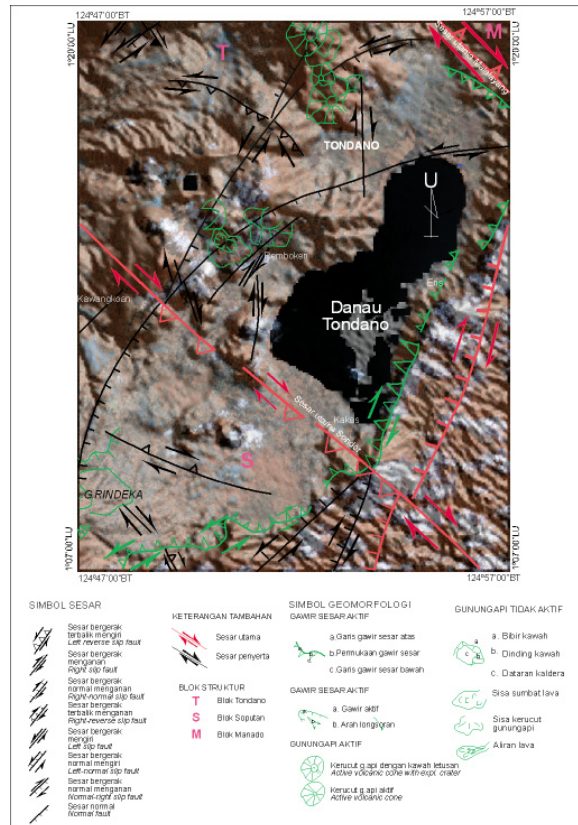 124°47'00"BT
124°57'00"BT
1°20'0.0"LU
1°20'00"LU
T
M
TONDANO
U
Remboken
Eris
Kawangkoan
Danau
Tondano
Kakas
S
G.RINDEKA
1°07'00"LU
1°07'00"LU
124°47'00"BT
124°57'00"BT
SIMBOL SESAR
Sesar bergerak
terbalik mengiri
Left reverse slip fault
Sesar bergerak
menganan
Right slip fault
Sesar bergerak
normal menganan
Right-normal slip fault
Sesar bergerak
terbalik menganan
Right-reverse slip fault
Sesar bergerak
mengiri
Left slip fault
Sesar bergerak
normal mengiri
Left-normal slip fault
Sesar bergerak
normal menganan
Normal-right slip fault
Sesar normal
Normal fault
KETERANGAN TAMBAHAN
Sesar utama
Sesar penyerta
BLOK STRUKTUR
T Blok Tondano
S Blok Soputan
M Blok Manado
SIMBOL GEOMORFOLOGI
GAWIR SESAR AKTIF
a.Garis gawir sesar atas
b.Permukaan gawir sesar
c.Garis gawir sesar bawah
GAWIR SESAR AKTIF
a. Gawir aktif
b. Arah longsoran
GUNUNGAPI AKTIF
Kerucut g.api dengan kawah letusan
Active volcanic cone with expl. crater
Kerucut g.api aktif
Active volcanic cone
GUNUNGAPI TIDAK AKTIF
a. Bibir kawah
b. Dinding kawah
c. Dataran kaldera
Sisa sumbat lava
Sisa kerucut
gunungapi
Aliran lava